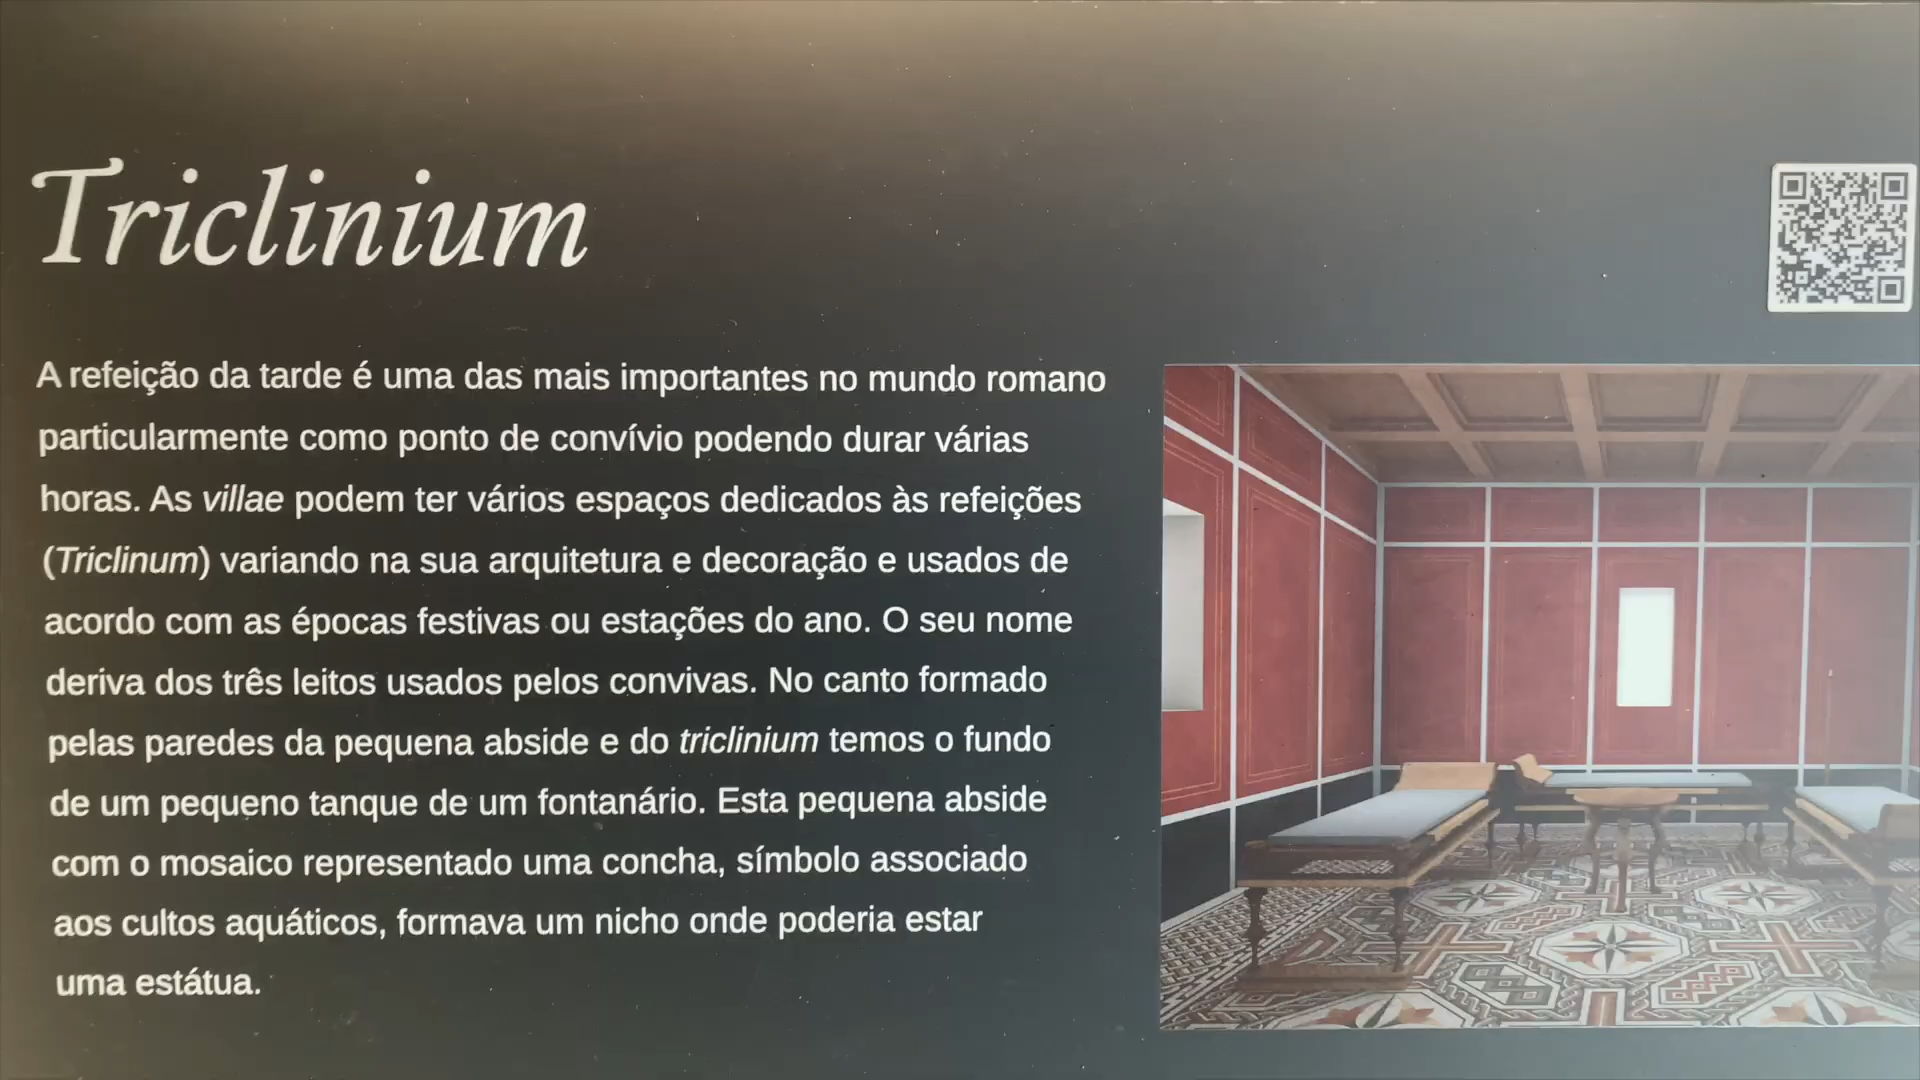 Triclinium
A refeição da tarde é uma das mais importantes no mundo romano
particularmente como ponto de convívio podendo durar várias
horas. As villae podem ter vários espaços dedicados às refeições
(Triclinum) variando na sua arquitetura e decoração e usados de
acordo com as épocas festivas ou estações do ano. O seu nome
deriva dos três leitos usados pelos convivas. No canto formado
pelas paredes da pequena abside e do triclinium temos o fundo
de um pequeno tanque de um fontanário. Esta pequena abside
com o mosaico representado uma concha, símbolo associado
aos cultos aquáticos, formava um nicho onde poderia estar
uma estátua.